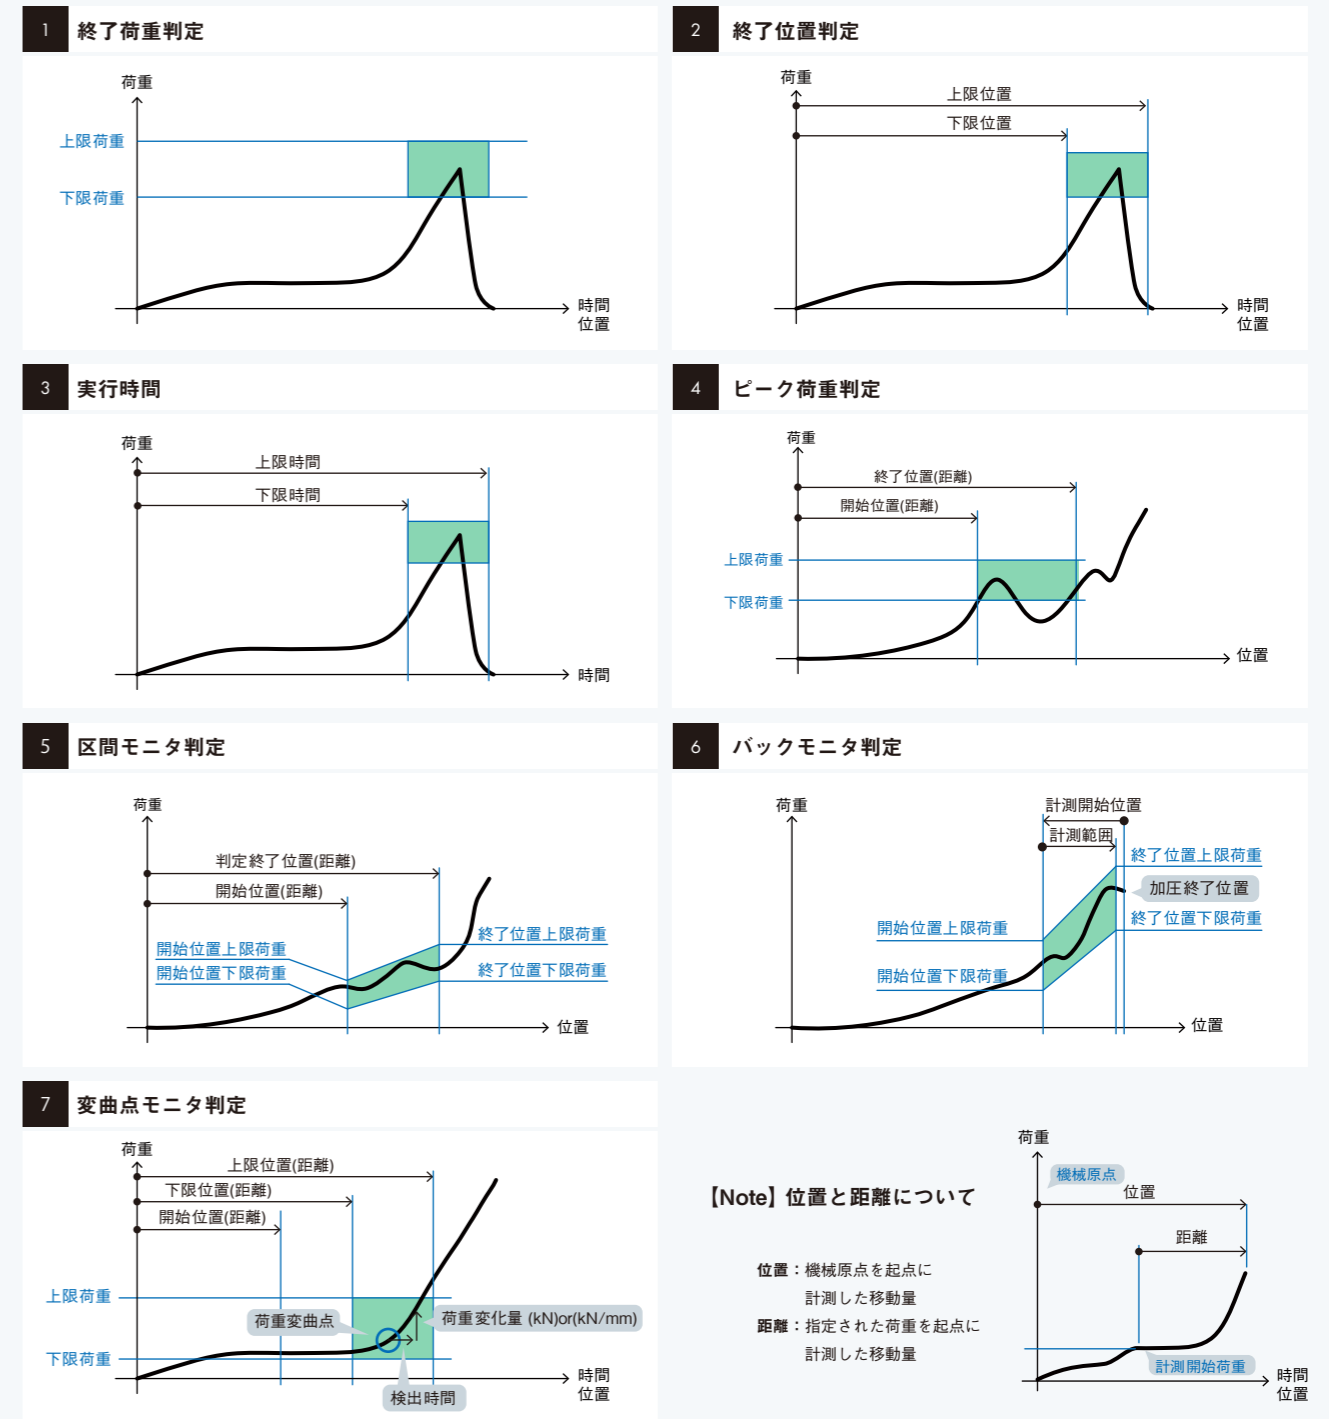 1 終了荷重判定
荷重
上限荷重
下限荷重
時間
位置
2 終了位置判定
荷重
上限位置
下限位置
時間
位置
3 実行時間
荷重
上限時間
下限時間
時間
4 ピーク荷重判定
荷重
終了位置(距離)
開始位置(距離)
上限荷重
下限荷重
位置
5 区間モニタ判定
荷重
判定終了位置(距離)
開始位置(距離)
開始位置上限荷重
開始位置下限荷重
終了位置上限荷重
終了位置下限荷重
位置
6 バックモニタ判定
荷重
計測開始位置
計測範囲
終了位置上限荷重
加圧終了位置
終了位置下限荷重
開始位置上限荷重
開始位置下限荷重
位置
7 変曲点モニタ判定
荷重
上限位置(距離)
下限位置(距離)
開始位置(距離)
上限荷重
荷重変曲点
荷重変化量 (kN)or(kN/mm)
下限荷重
検出時間
時間
位置
【Note】位置と距離について
位置：機械原点を起点に
計測した移動量
距離：指定された荷重を起点に
計測した移動量
荷重
機械原点
位置
距離
計測開始荷重
時間
位置